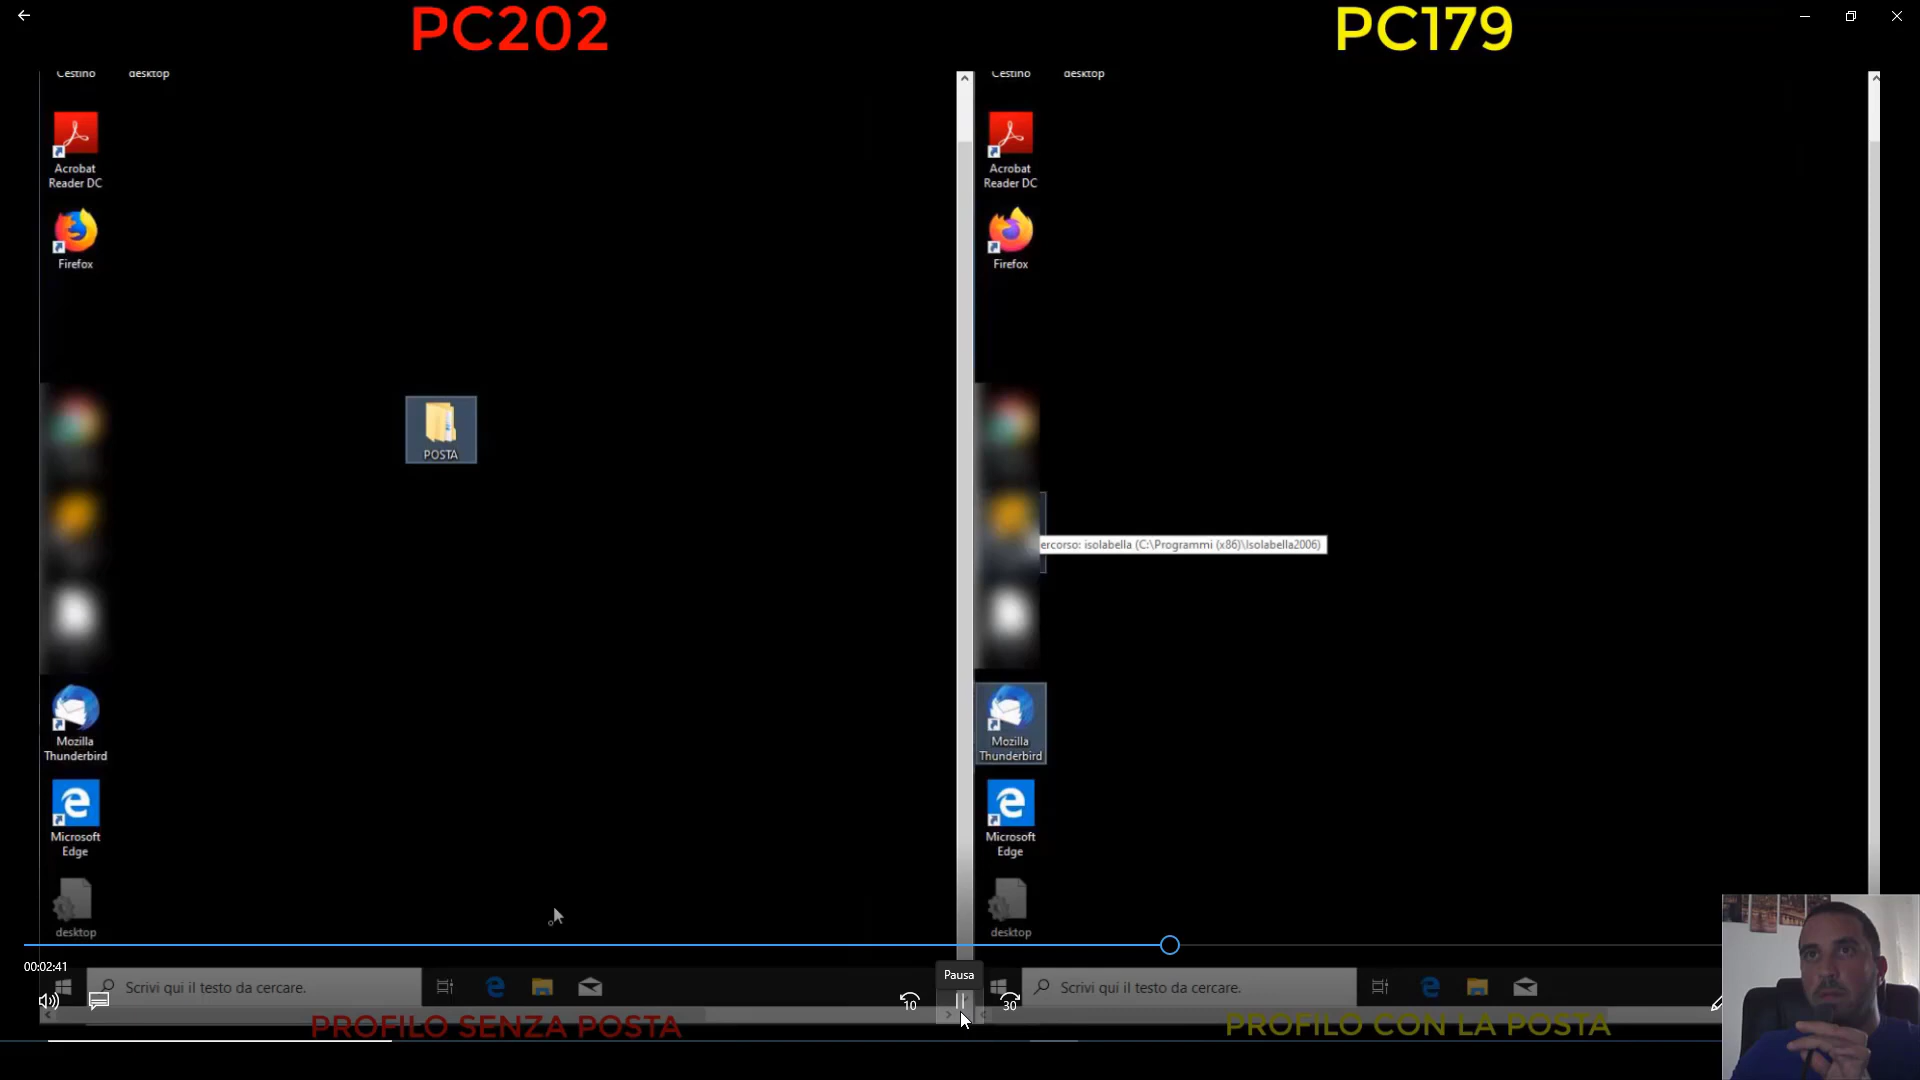 PC202
PC179
Cestino
desktop
Cestino
desktop
Acrobat
Reader DC
Acrobat
Reader DC
Firefox
Firefox
POSTA
ercorso: isolabella (C:\Programmi (x86)\Isolabella2006)
Mozilla
Thunderbird
Mozilla
Thunderbird
Microsoft
Edge
Microsoft
Edge
desktop
desktop
00:02:41
Pausa
Scrivi qui il testo da cercare.
Scrivi qui il testo da cercare.
10
30
PROFILO SENZA POSTA
PROFILO CON LA POSTA